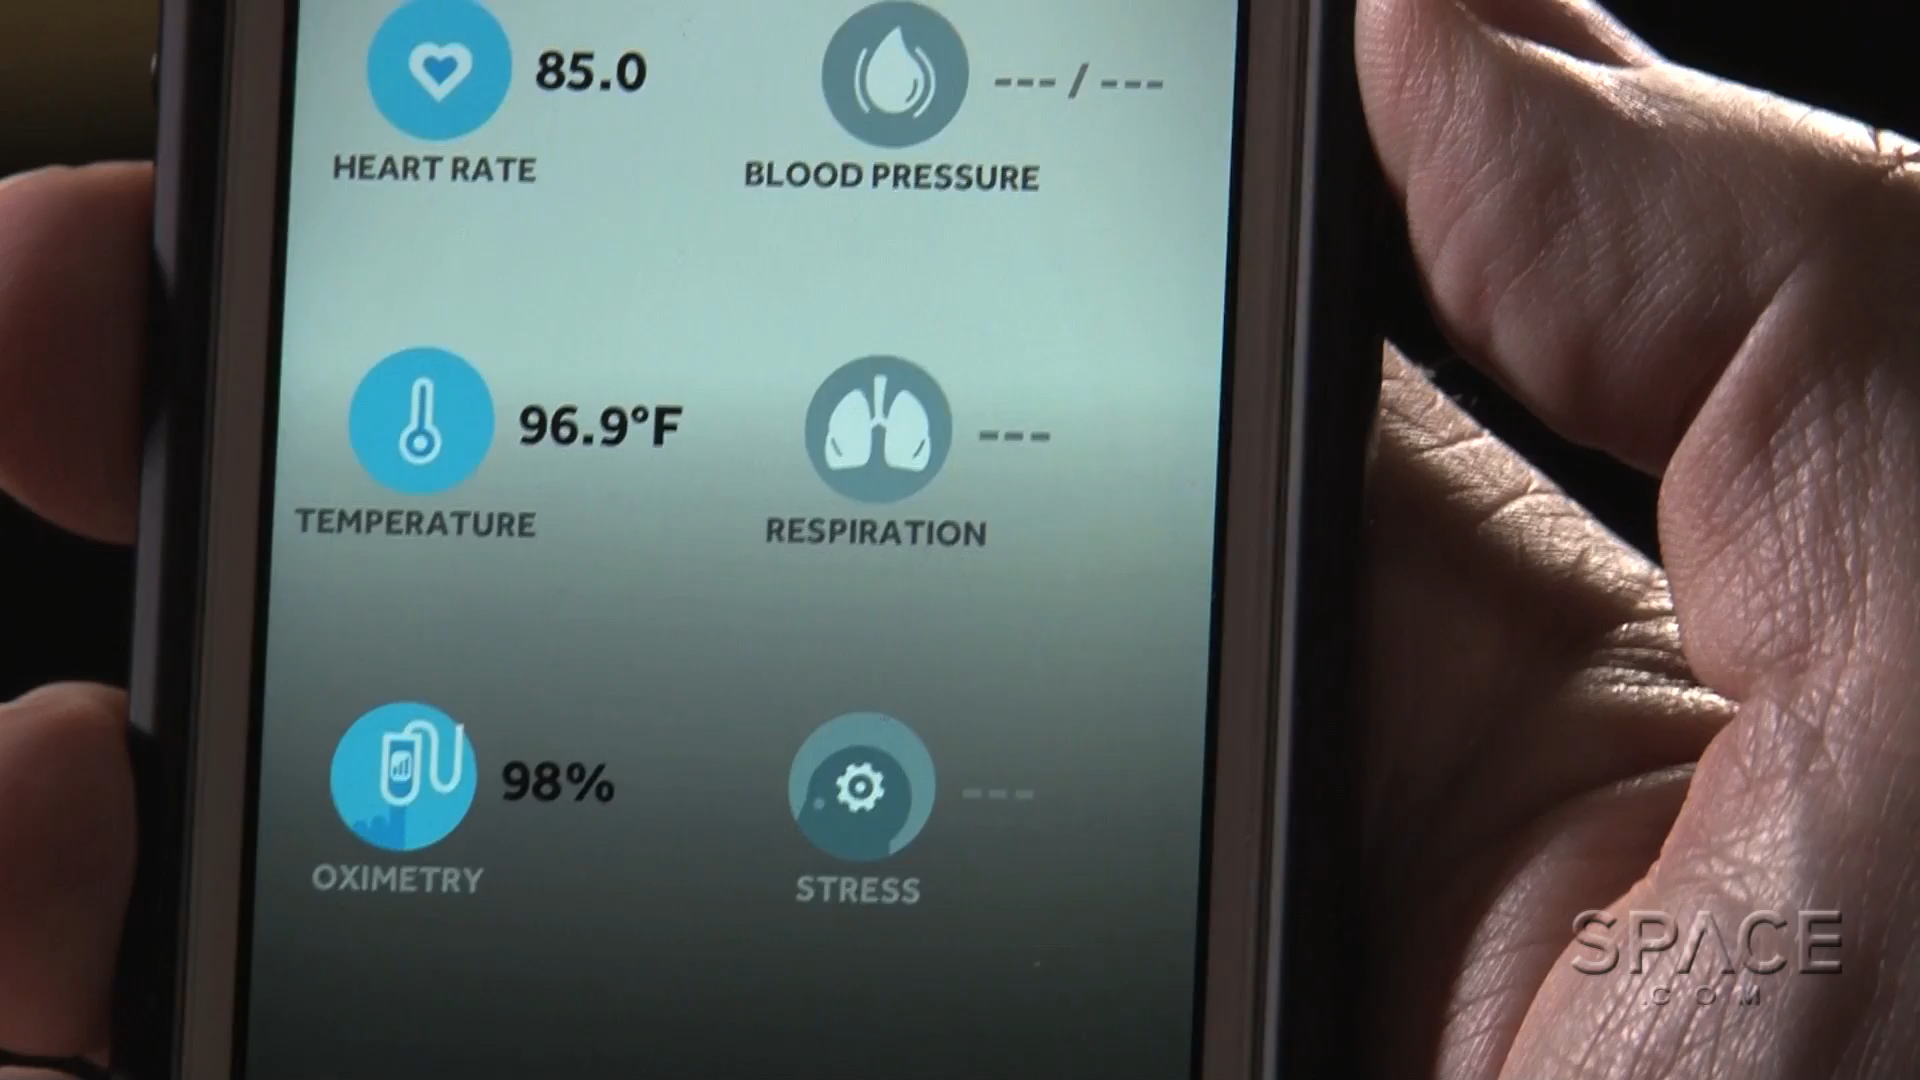 85.0
--- / ---
HEART RATE
BLOOD PRESSURE
96.9°F
---
TEMPERATURE
RESPIRATION
98%
---
OXIMETRY
STRESS
SPACE
.COM